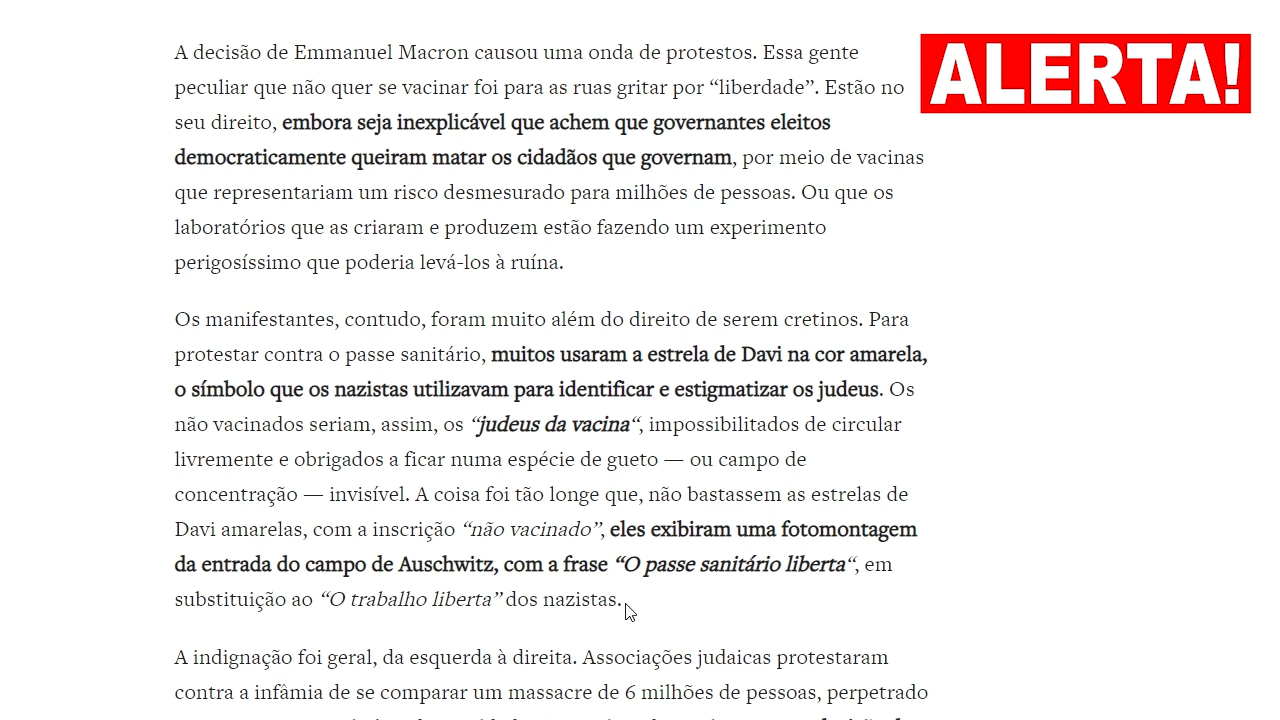 A decisão de Emmanuel Macron causou uma onda de protestos. Essa gente
peculiar que não quer se vacinar foi para as ruas gritar por “liberdade”. Estão no
seu direito, embora seja inexplicável que achem que governantes eleitos
democraticamente queiram matar os cidadãos que governam, por meio de vacinas
que representariam um risco desmesurado para milhões de pessoas. Ou que os
laboratórios que as criaram e produzem estão fazendo um experimento
perigosíssimo que poderia levá-los à ruína.
ALERTA!
Os manifestantes, contudo, foram muito além do direito de serem cretinos. Para
protestar contra o passe sanitário, muitos usaram a estrela de Davi na cor amarela,
o símbolo que os nazistas utilizavam para identificar e estigmatizar os judeus. Os
não vacinados seriam, assim, os “judeus da vacina“, impossibilitados de circular
livremente e obrigados a ficar numa espécie de gueto — ou campo de
concentração — invisível. A coisa foi tão longe que, não bastassem as estrelas de
Davi amarelas, com a inscrição “não vacinado”, eles exibiram uma fotomontagem
da entrada do campo de Auschwitz, com a frase “O passe sanitário liberta“, em
substituição ao “O trabalho liberta” dos nazistas.
A indignação foi geral, da esquerda à direita. Associações judaicas protestaram
contra a infâmia de se comparar um massacre de 6 milhões de pessoas, perpetrado